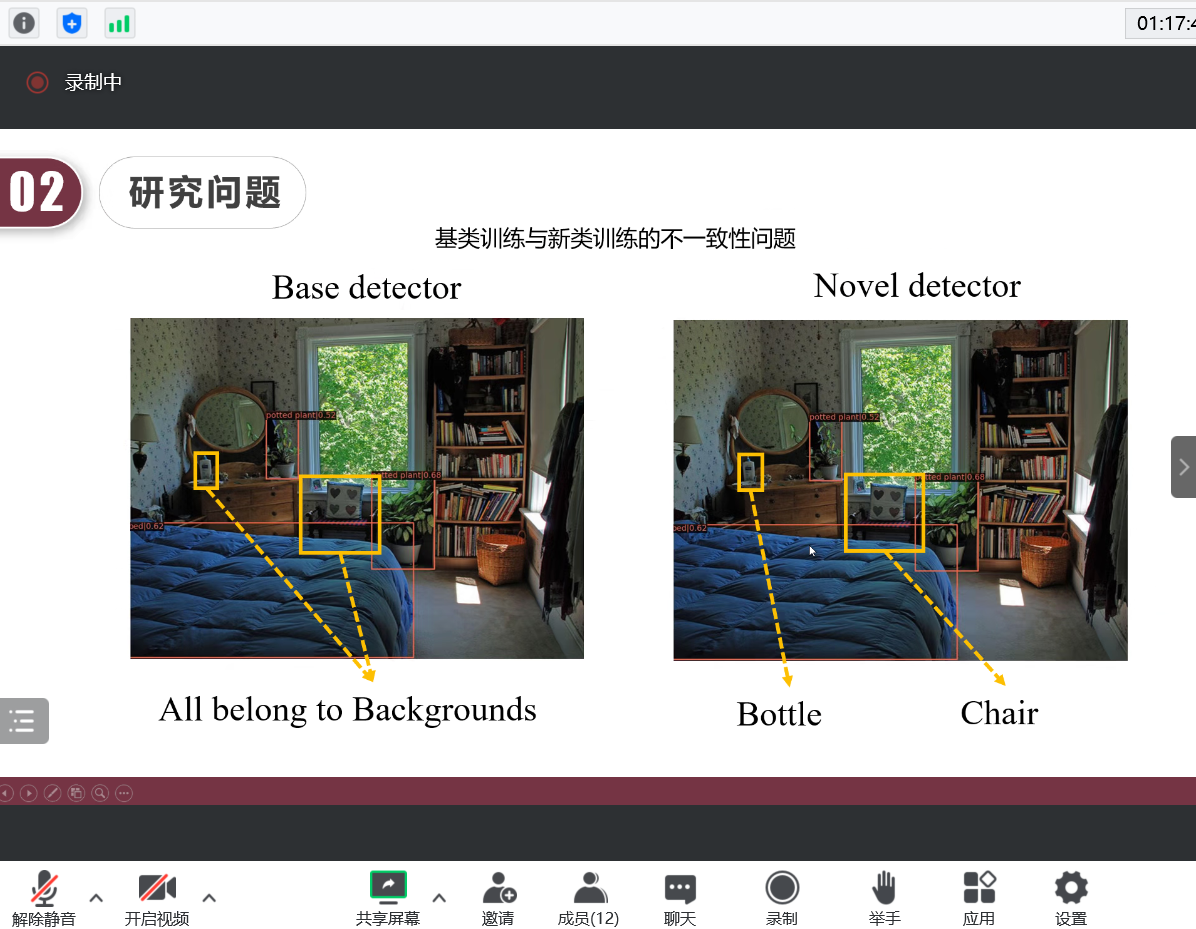 01:17:4
录制中
02
研究问题
基类训练与新类训练的不一致性问题
Base detector
Novel detector
potted plant|0.52
potted plant|0.52
tted plant|0.68
tted plant|0.68
bed|0.62
bed|0.62
All belong to Backgrounds
Bottle
Chair
解除静音
开启视频
共享屏幕
邀请
成员(12)
聊天
录制
举手
应用
设置